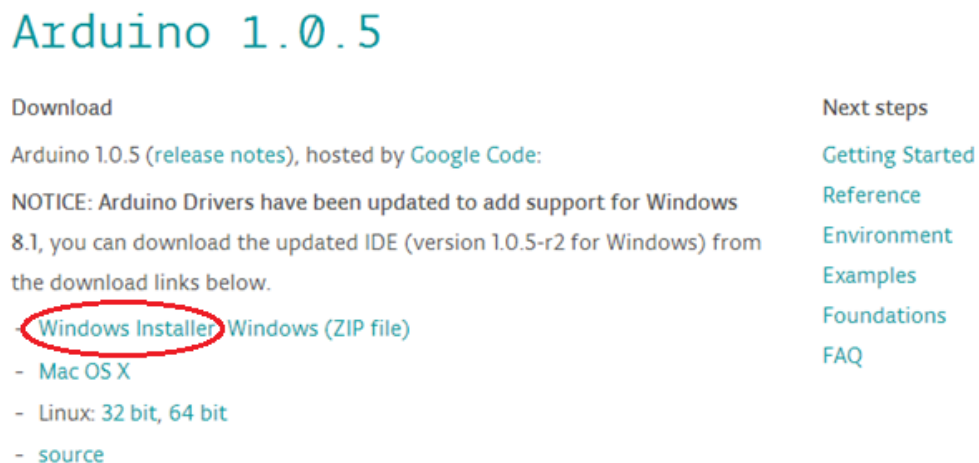 Arduino 1.0.5
Download
Arduino 1.0.5 (release notes), hosted by Google Code:
NOTICE: Arduino Drivers have been updated to add support for Windows
8.1, you can download the updated IDE (version 1.0.5-r2 for Windows) from
the download links below.
- Windows Installer, Windows (ZIP file)
- Mac OS X
- Linux: 32 bit, 64 bit
- source
Next steps
Getting Started
Reference
Environment
Examples
Foundations
FAQ